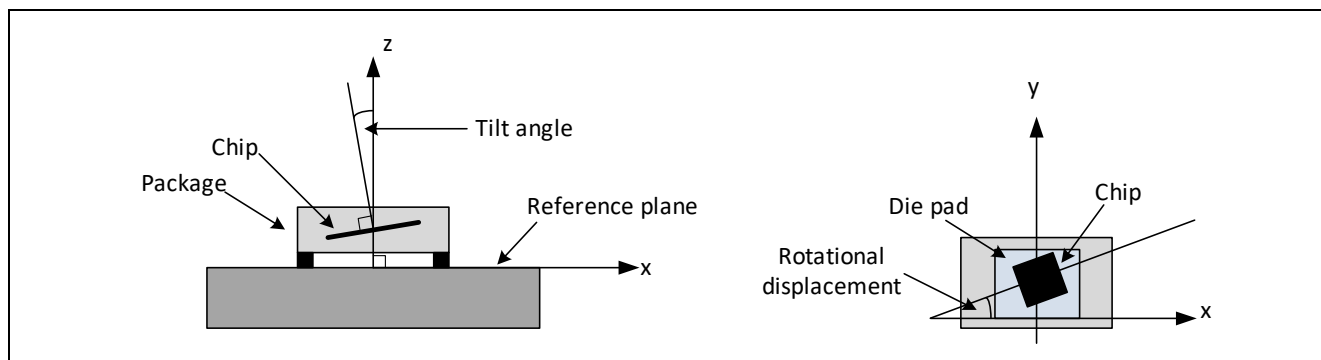 z
Tilt angle
Chip
Package
Reference plane
x
y
Die pad
Chip
Rotational
displacement
x